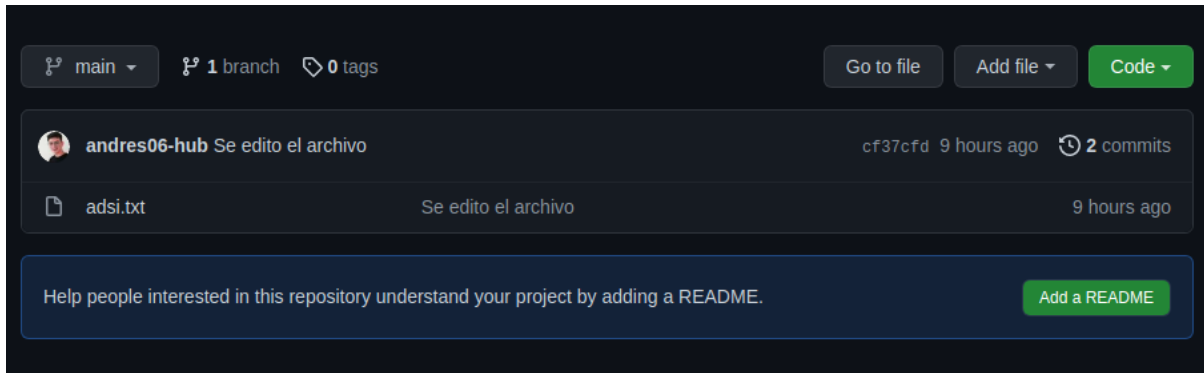 main 1 branch 0 tags Go to file Add file Code
andres06-hub Se edito el archivo cf37cfd 9 hours ago 2 commits
adsi.txt Se edito el archivo 9 hours ago
Help people interested in this repository understand your project by adding a README. Add a README